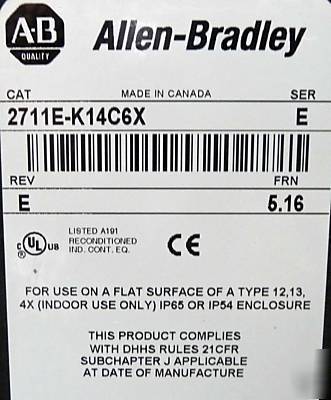 A-B
QUALITY
Allen-Bradley
CAT MADE IN CANADA SER
2711E-K14C6X E
REV FRN
E 5.16
C UL US LISTED A191
RECONDITIONED
IND. CONT. EQ.
CE
FOR USE ON A FLAT SURFACE OF A TYPE 12,13,
4X (INDOOR USE ONLY) IP65 OR IP54 ENCLOSURE
THIS PRODUCT COMPLIES
WITH DHHS RULES 21CFR
SUBCHAPTER J APPLICABLE
AT DATE OF MANUFACTURE